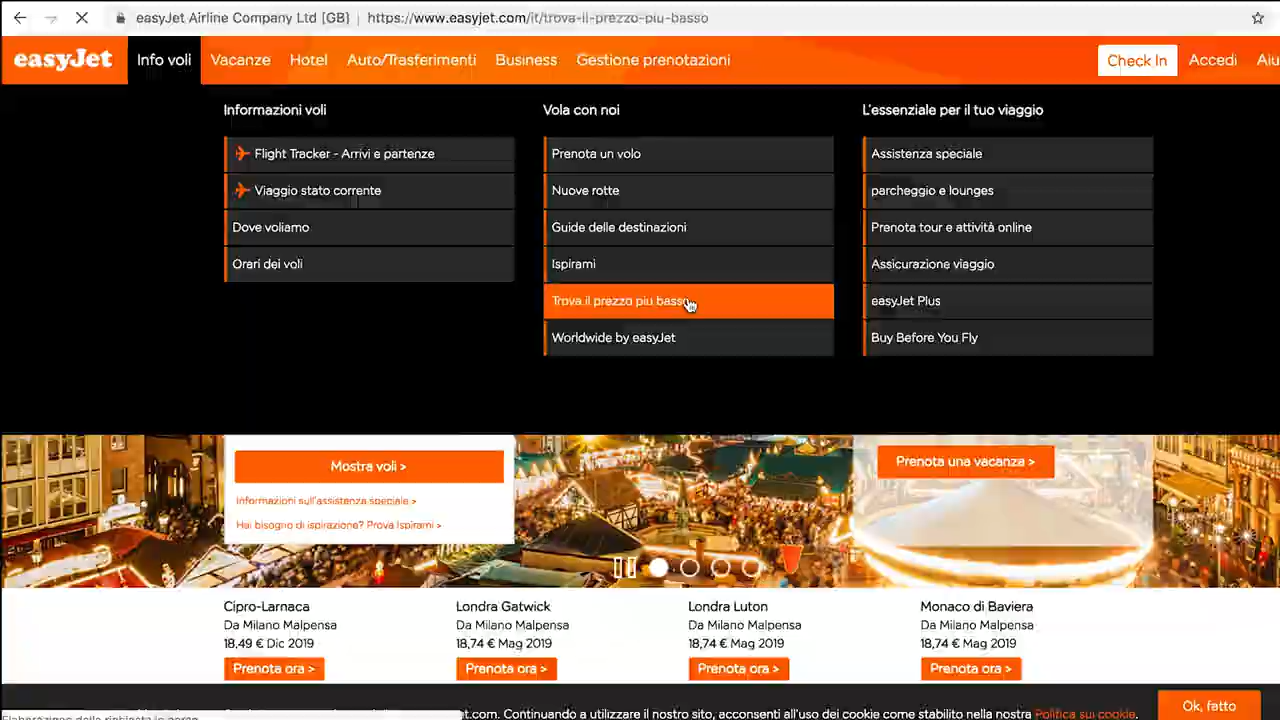 easyJet Airline Company Ltd [GB] | https://www.easyjet.com/it/trova-il-prezzo-piu-basso
easyJet Info voli Vacanze Hotel Auto/Trasferimenti Business Gestione prenotazioni Check In Accedi Aiu
Informazioni voli
Flight Tracker - Arrivi e partenze
Viaggio stato corrente
Dove voliamo
Orari dei voli
Vola con noi
Prenota un volo
Nuove rotte
Guide delle destinazioni
Ispirami
Trova il prezzo piu basso
Worldwide by easyJet
L'essenziale per il tuo viaggio
Assistenza speciale
parcheggio e lounges
Prenota tour e attività online
Assicurazione viaggio
easyJet Plus
Buy Before You Fly
Mostra voli >
Informazioni sull'assistenza speciale >
Hai bisogno di ispirazione? Prova Ispirami >
Prenota una vacanza >
Cipro-Larnaca
Da Milano Malpensa
18,49 € Dic 2019
Prenota ora >
Londra Gatwick
Da Milano Malpensa
18,74 € Mag 2019
Prenota ora >
Londra Luton
Da Milano Malpensa
18,74 € Mag 2019
Prenota ora >
Monaco di Baviera
Da Milano Malpensa
18,74 € Mag 2019
Prenota ora >
et.com. Continuando a utilizzare il nostro sito, acconsenti all'uso dei cookie come stabilito nella nostra Politica sui cookie.
Ok, fatto